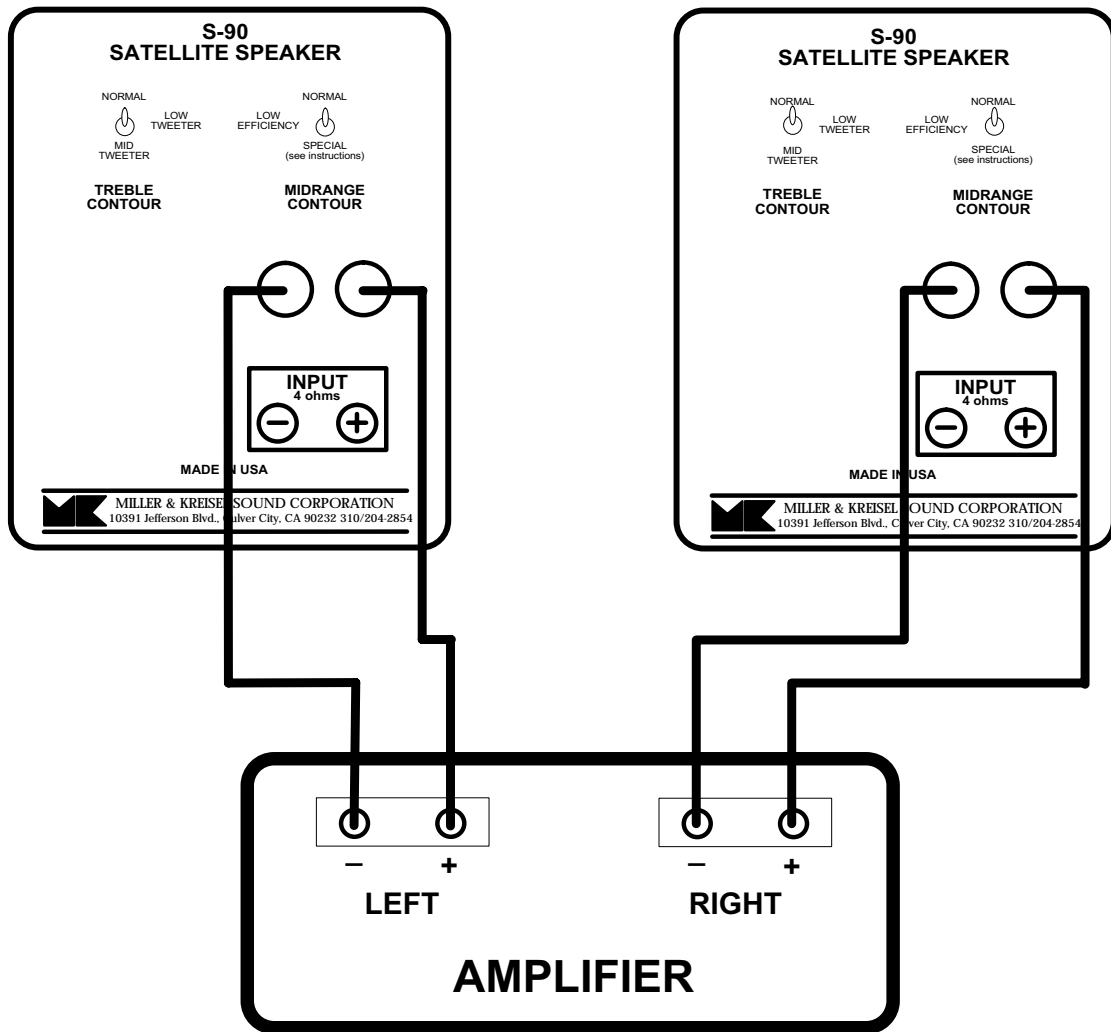 S-90
SATELLITE SPEAKER
NORMAL
LOW
TWEETER
MID
TWEETER
TREBLE
CONTOUR
NORMAL
LOW
EFFICIENCY
SPECIAL
(see instructions)
MIDRANGE
CONTOUR
INPUT
4 ohms
− +
MADE IN USA
MK MILLER & KREISEL SOUND CORPORATION
10391 Jefferson Blvd., Culver City, CA 90232 310/204-2854
S-90
SATELLITE SPEAKER
NORMAL
LOW
TWEETER
MID
TWEETER
TREBLE
CONTOUR
NORMAL
LOW
EFFICIENCY
SPECIAL
(see instructions)
MIDRANGE
CONTOUR
INPUT
4 ohms
− +
MADE IN USA
MK MILLER & KREISEL SOUND CORPORATION
10391 Jefferson Blvd., Culver City, CA 90232 310/204-2854
− +
LEFT
− +
RIGHT
AMPLIFIER